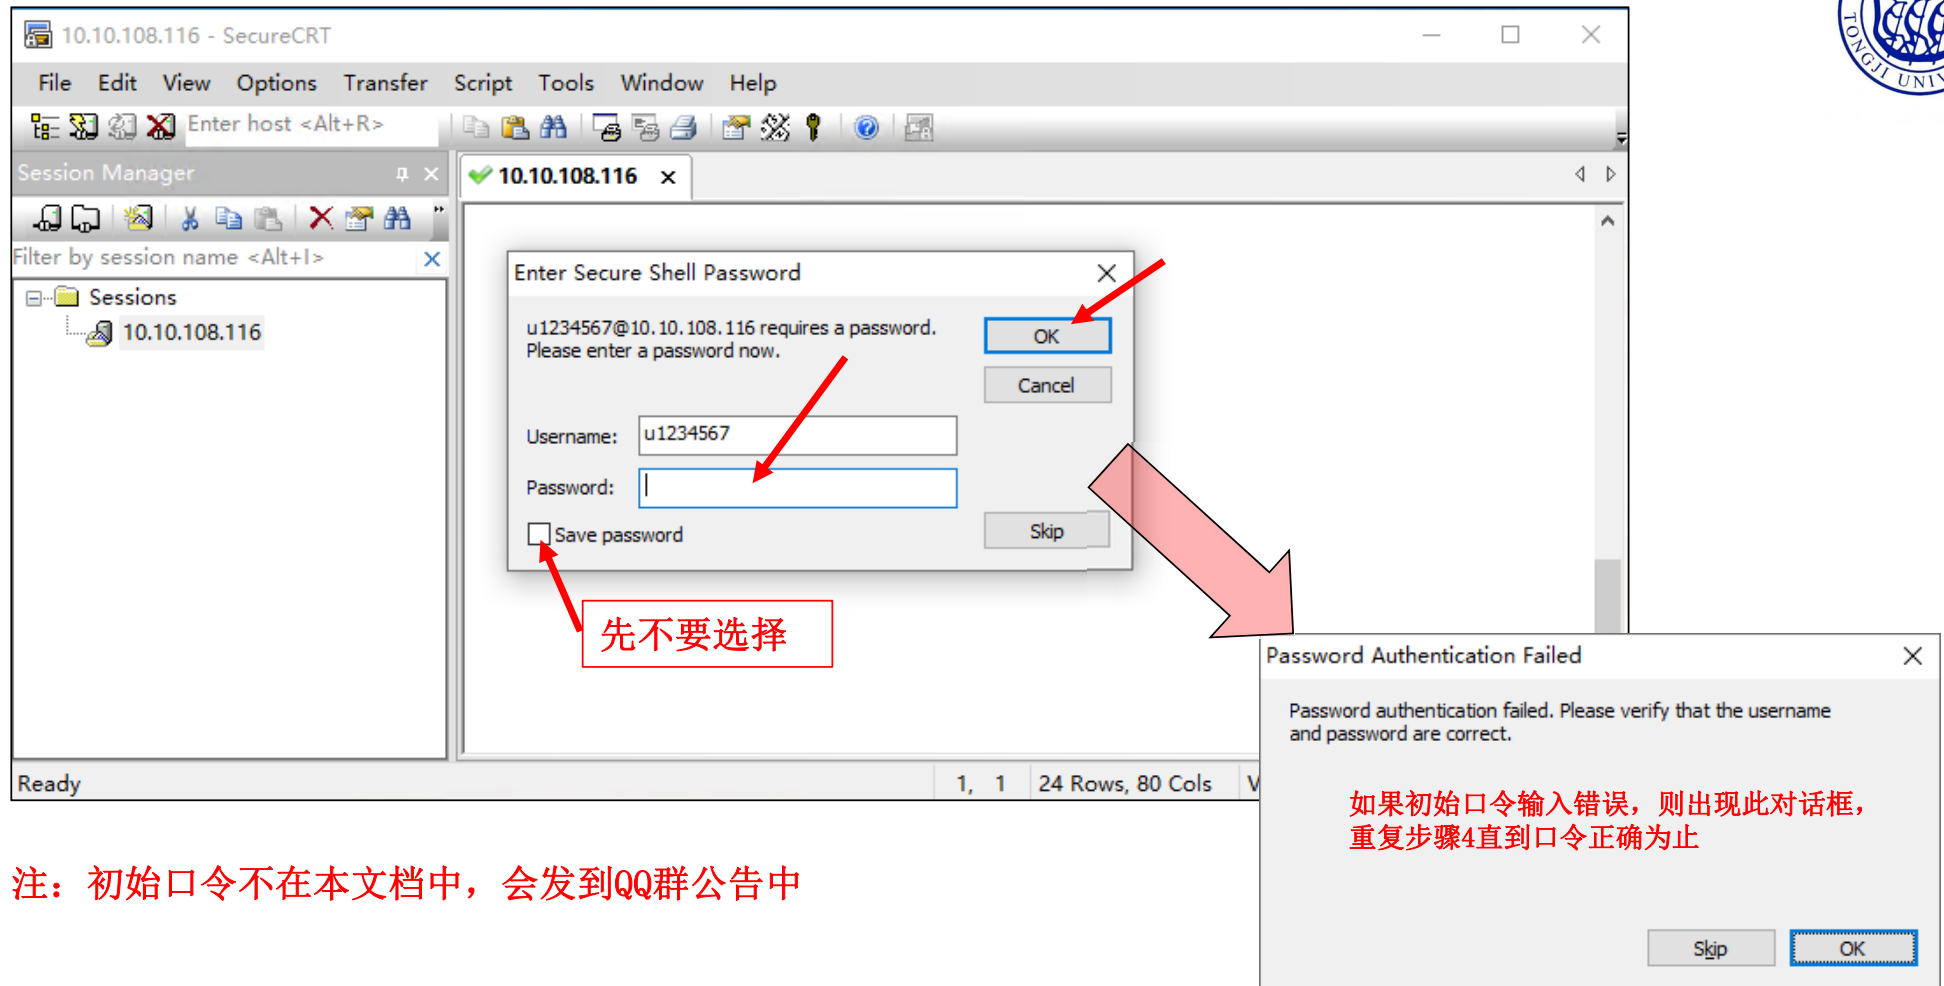 10.10.108.116 - SecureCRT
File Edit View Options Transfer Script Tools Window Help
Enter host <Alt+R>
Session Manager
10.10.108.116
Filter by session name <Alt+I>
Sessions
10.10.108.116
Enter Secure Shell Password
u1234567@10.10.108.116 requires a password.
Please enter a password now.
OK
Cancel
Username: u1234567
Password:
Save password
Skip
先不要选择
Ready
1, 1 24 Rows, 80 Cols V
Password Authentication Failed
Password authentication failed. Please verify that the username
and password are correct.
如果初始口令输入错误，则出现此对话框，
重复步骤4直到口令正确为止
Skip OK
注：初始口令不在本文档中，会发到QQ群公告中
TONGJI UNIV